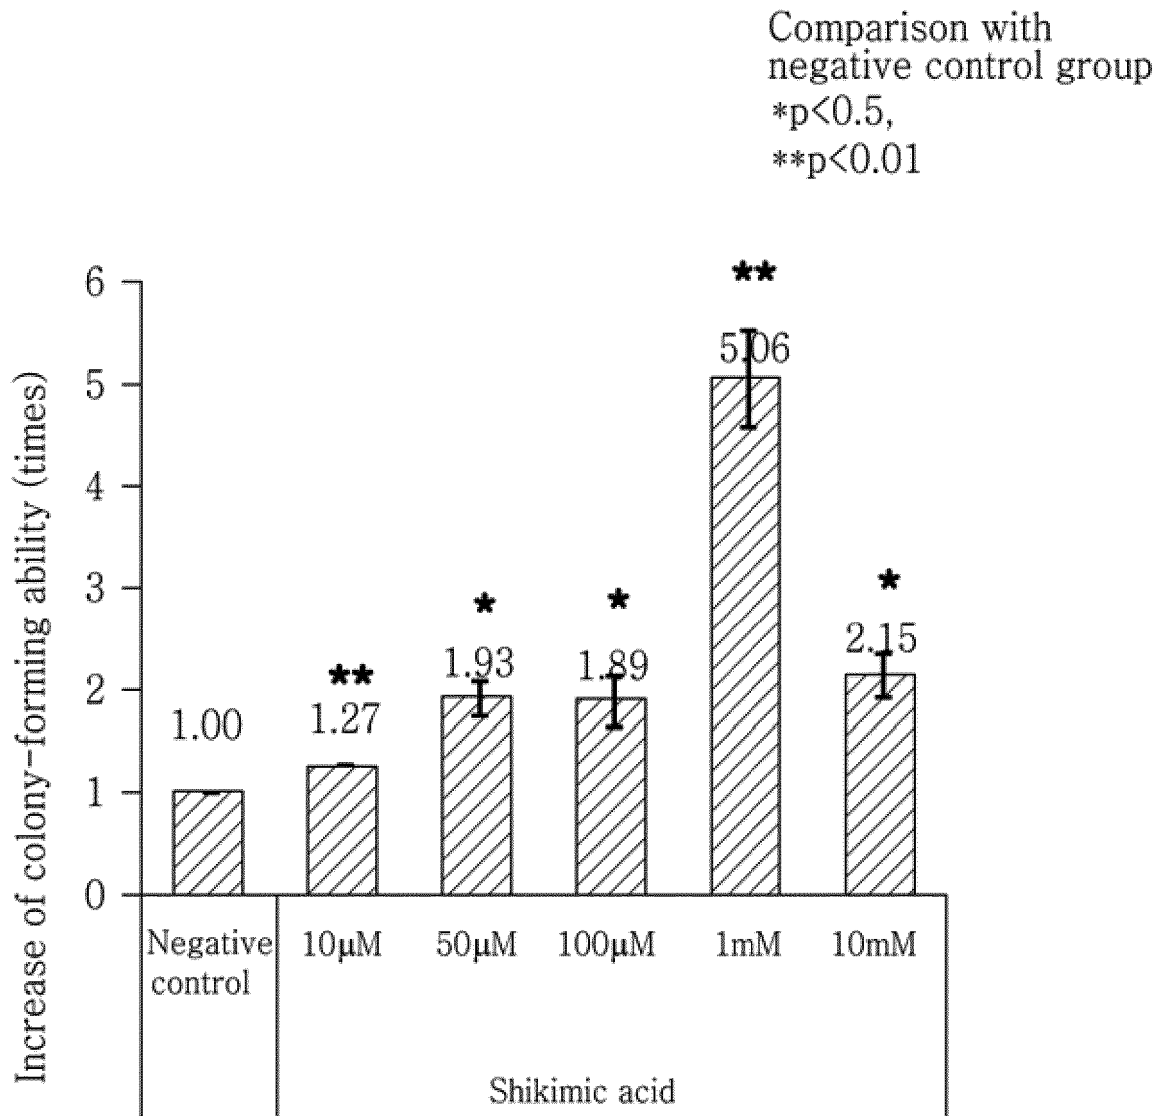 Comparison with
negative control group
*p<0.5,
**p<0.01
Increase of colony-forming ability (times)
6
5
4
3
2
1
0
1.00
**
1.27
*
1.93
*
1.89
**
5.06
*
2.15
Negative
control
10μM
50μM
100μM
1mM
10mM
Shikimic acid